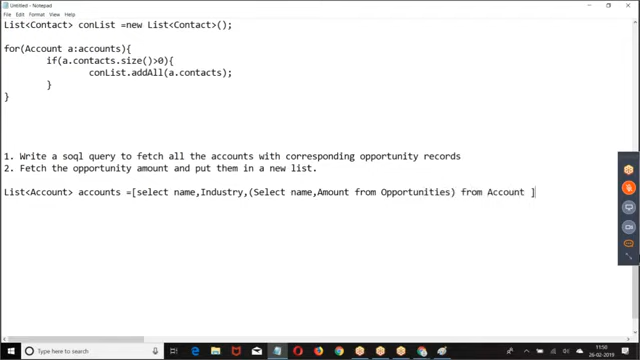 Untitled - Notepad
File Edit Format View Help
List<Contact> conList =new List<Contact>();
for(Account a:accounts){
if(a.contacts.size()>0){
conList.addAll(a.contacts);
}
}
1. Write a soql query to fetch all the accounts with corresponding opportunity records
2. Fetch the opportunity amount and put them in a new list.
List<Account> accounts =[select name,Industry,(Select name,Amount from Opportunities) from Account ]
Type here to search
11:50
26-02-2019